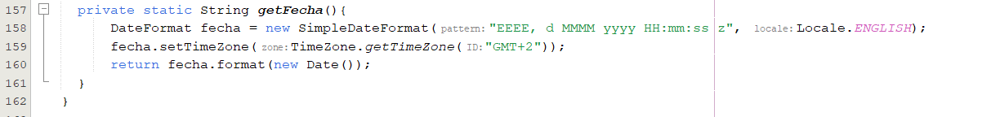 157 private static String getFecha(){
158 DateFormat fecha = new SimpleDateFormat(pattern: "EEEE, d MMMM yyyy HH:mm:ss z", locale: Locale.ENGLISH);
159 fecha.setTimeZone(zone: TimeZone.getTimeZone(ID: "GMT+2"));
160 return fecha.format(new Date());
161 }
162 }